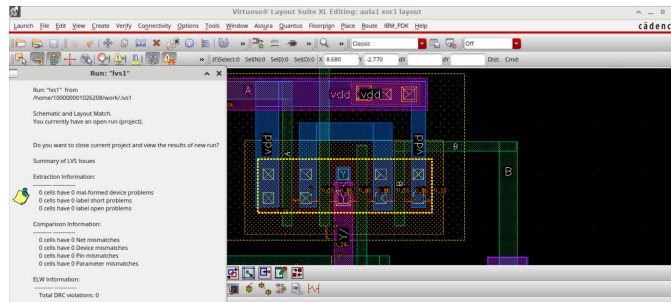 Virtuoso® Layout Suite XL Editing: aula1 xor1 layout
Launch File Edit View Create Verify Connectivity Options Tools Window Assura Quantus Floorplan Place Route IBM_PDK Help
cādence
Classic
Off
(F)Select:0 Sel(N):0 Sel(I):0 Sel(O):0 X 8.680 Y -2.770 dX dY Dist: Cmd:
Run: "lvs1"
Run: "lvs1" from
/home/100000001026208/work/.lvs1
Schematic and Layout Match.
You currently have an open run (project).
Do you want to close current project and view the results of new run?
Summary of LVS Issues
Extraction Information:
0 cells have 0 mal-formed device problems
0 cells have 0 label short problems
0 cells have 0 label open problems
Comparison Information:
0 cells have 0 Net mismatches
0 cells have 0 Device mismatches
0 cells have 0 Pin mismatches
0 cells have 0 Parameter mismatches
ELW Information:
Total DRC violations: 0
A
vdd vdd
vdd
A
vdd
B
B
B
Y
Y
Y